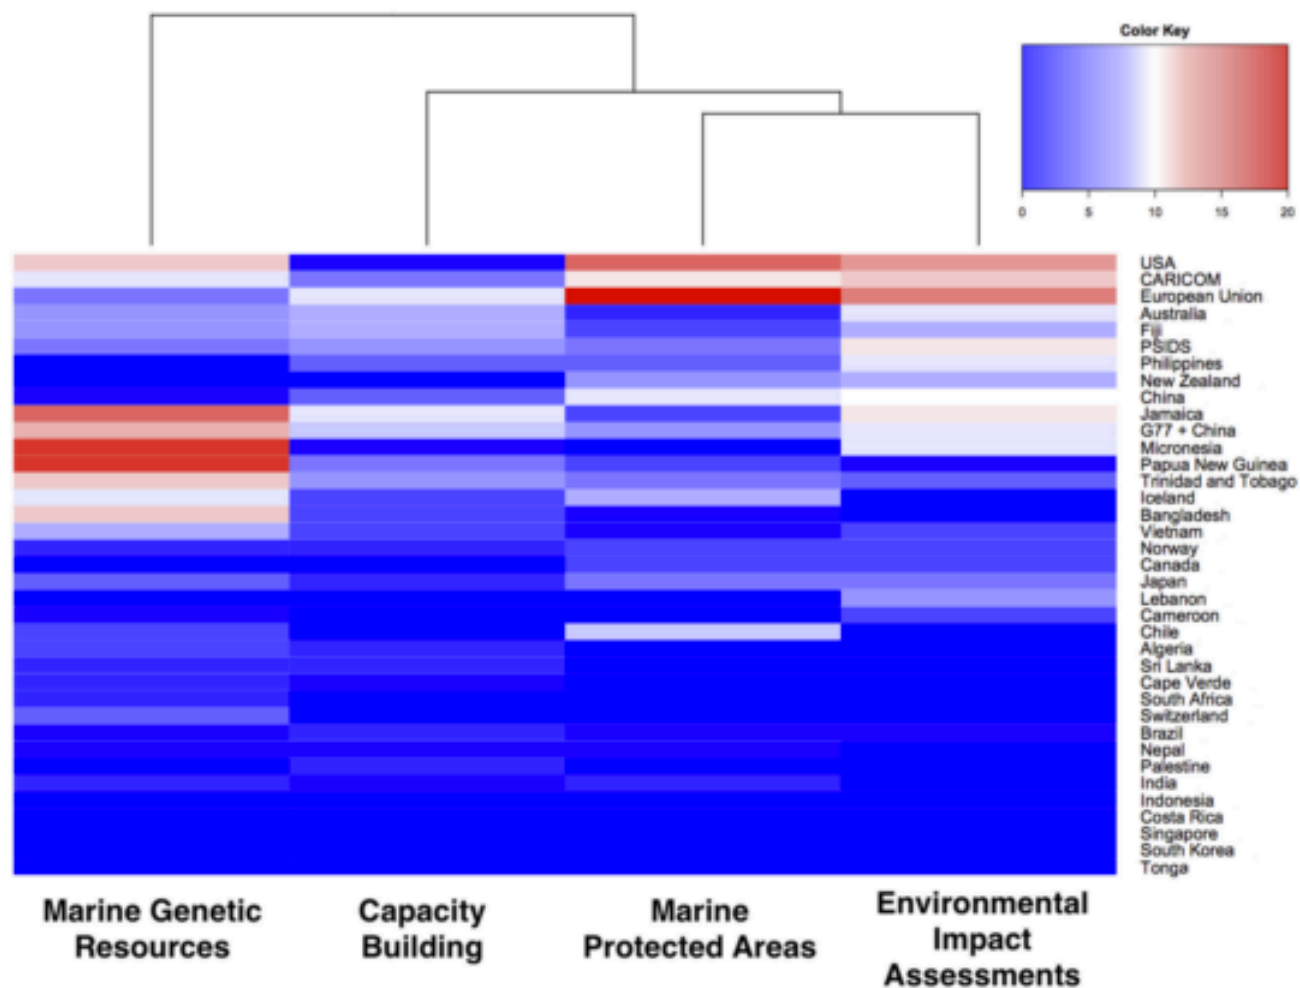 Color Key
0 5 10 15 20
USA
CARICOM
European Union
Australia
Fiji
PSIDS
Philippines
New Zealand
China
Jamaica
G77 + China
Micronesia
Papua New Guinea
Trinidad and Tobago
Iceland
Bangladesh
Vietnam
Norway
Canada
Japan
Lebanon
Cameroon
Chile
Algeria
Sri Lanka
Cape Verde
South Africa
Switzerland
Brazil
Nepal
Palestine
India
Indonesia
Costa Rica
Singapore
South Korea
Tonga
Marine Genetic
Resources
Capacity
Building
Marine
Protected Areas
Environmental
Impact
Assessments